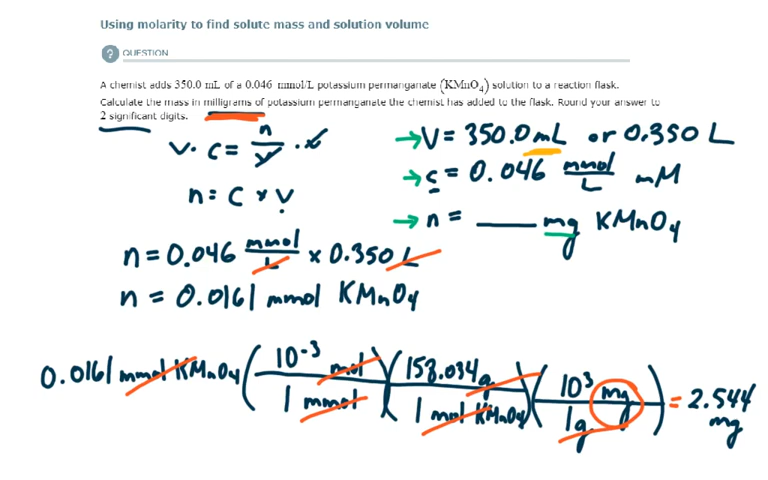 Using molarity to find solute mass and solution volume
? QUESTION
A chemist adds 350.0 mL of a 0.046 mmol/L potassium permanganate (KMnO₄) solution to a reaction flask.
Calculate the mass in milligrams of potassium permanganate the chemist has added to the flask. Round your answer to
2 significant digits.
V · C = n/V · V
→ V = 350.0 mL or 0.350 L
→ C = 0.046 mmol/L mM
n = C × V
→ n = ____ mg KMnO4
n = 0.046 mmol/L × 0.350 L
n = 0.0161 mmol KMnO4
0.0161 mmol KMnO4 (10⁻³ mol / 1 mmol)(158.034 g / 1 mol KMnO4)(10³ mg / 1 g) = 2.544
mg